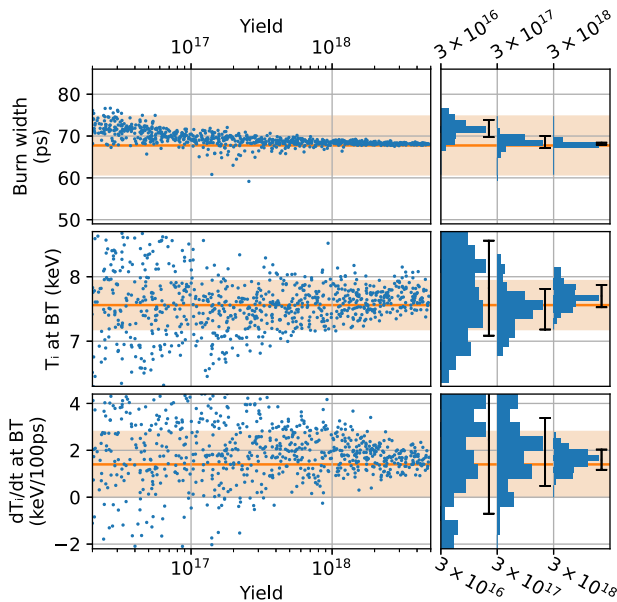 Yield
10^17 10^18
3 × 10^16
3 × 10^17
3 × 10^18
Burn width
(ps)
80
70
60
50
T_i at BT (keV)
8
7
dT_i/dt at BT
(keV/100ps)
4
2
0
−2
10^17 10^18
Yield
3 × 10^16
3 × 10^17
3 × 10^18